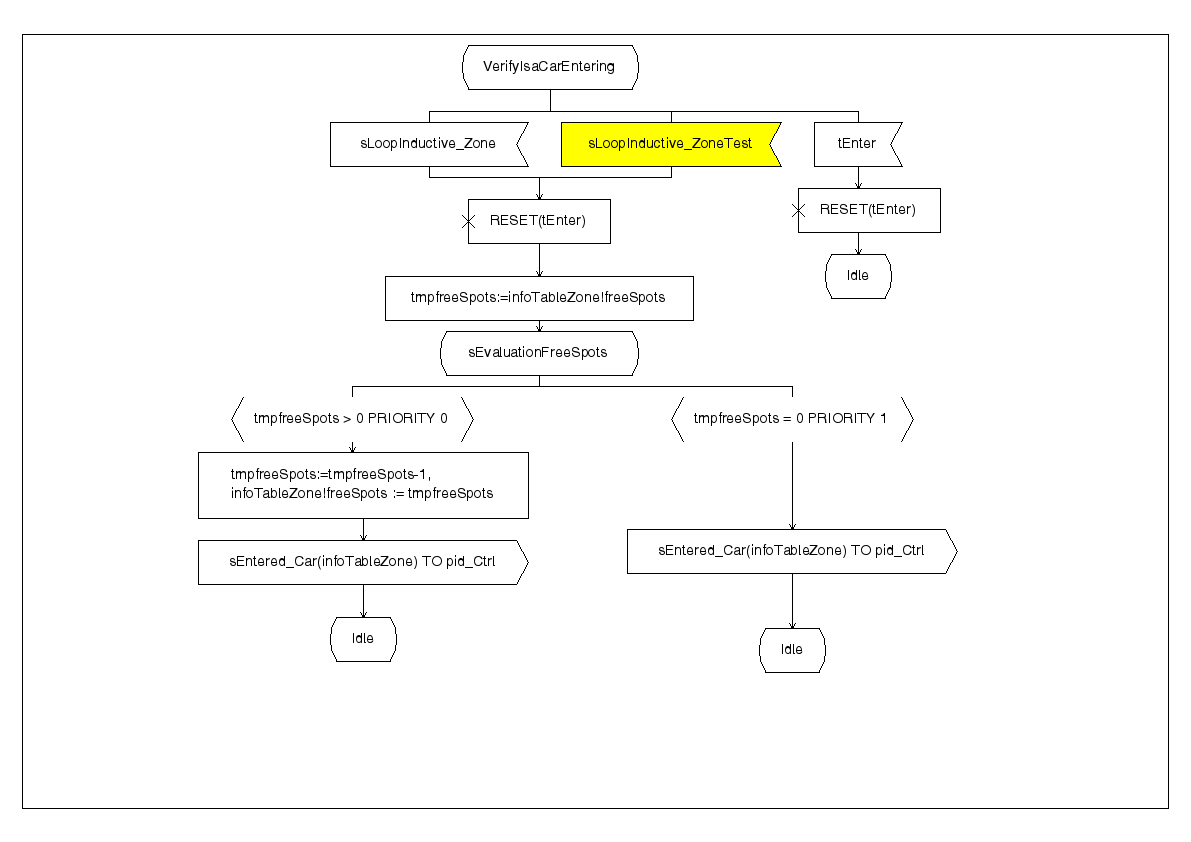 VerifyIsaCarEntering
sLoopInductive_Zone
sLoopInductive_ZoneTest
tEnter
RESET(tEnter)
RESET(tEnter)
Idle
tmpfreeSpots:=infoTableZone!freeSpots
sEvaluationFreeSpots
tmpfreeSpots > 0 PRIORITY 0
tmpfreeSpots = 0 PRIORITY 1
tmpfreeSpots:=tmpfreeSpots-1,
infoTableZone!freeSpots := tmpfreeSpots
sEntered_Car(infoTableZone) TO pid_Ctrl
sEntered_Car(infoTableZone) TO pid_Ctrl
Idle
Idle